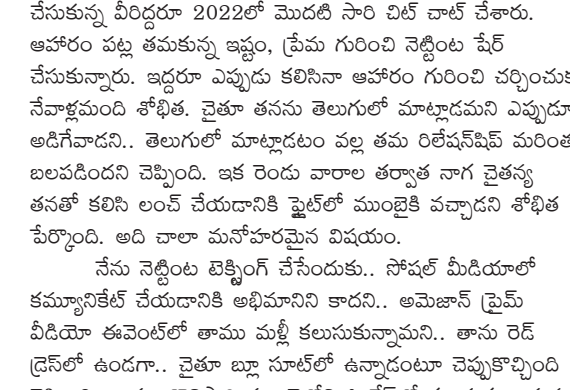 చేసుకున్న వీరిద్దరూ 2022లో మొదటి సారి చిట్ చాట్ చేశారు.
ఆహారం పట్ల తమకున్న ఇష్టం, ప్రేమ గురించి నెట్టింట షేర్
చేసుకున్నారు. ఇద్దరూ ఎప్పుడు కలిసినా ఆహారం గురించి చర్చించుక
నేవాళ్లమంది శోభిత. చైతూ తనను తెలుగులో మాట్లాడమని ఎప్పుడూ
అడిగేవాడని.. తెలుగులో మాట్లాడటం వల్ల తమ రిలేషన్‌షిప్ మరింత
బలపడిందని చెప్పింది. ఇక రెండు వారాల తర్వాత నాగ చైతన్య
తనతో కలిసి లంచ్ చేయడానికి ఫ్లైట్‌లో ముంబైకి వచ్చాడని శోభిత
పేర్కొంది. అది చాలా మనోహరమైన విషయం.
నేను నెట్టింట టెక్స్టింగ్ చేసేందుకు.. సోషల్ మీడియాలో
కమ్యూనికేట్ చేయడానికి అభిమానిని కాదని.. అమెజాన్ ప్రైమ్
వీడియో ఈవెంట్‌లో తాము మళ్లీ కలుసుకున్నామని.. తాను రెడ్
డ్రెస్‌లో ఉండగా.. చైతూ బ్లూ సూట్‌లో ఉన్నాడంటూ చెప్పుకొచ్చింది